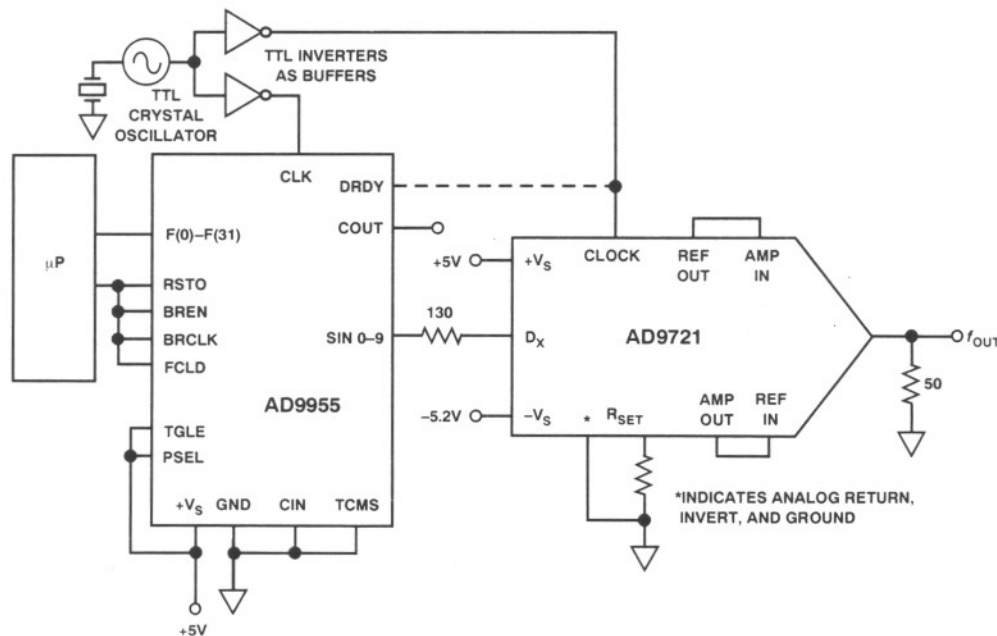 TTL INVERTERS
AS BUFFERS
TTL
CRYSTAL
OSCILLATOR
μP
CLK
DRDY
COUT
F(0)–F(31)
RSTO
BREN
BRCLK
FCLD
SIN 0–9
AD9955
TGLE
PSEL
+VS
GND
CIN
TCMS
+5V
130
+5V
+VS
CLOCK
REF
OUT
AMP
IN
DX
AD9721
–5.2V
–VS
*
RSET
AMP
OUT
REF
IN
fOUT
50
*INDICATES ANALOG RETURN,
INVERT, AND GROUND